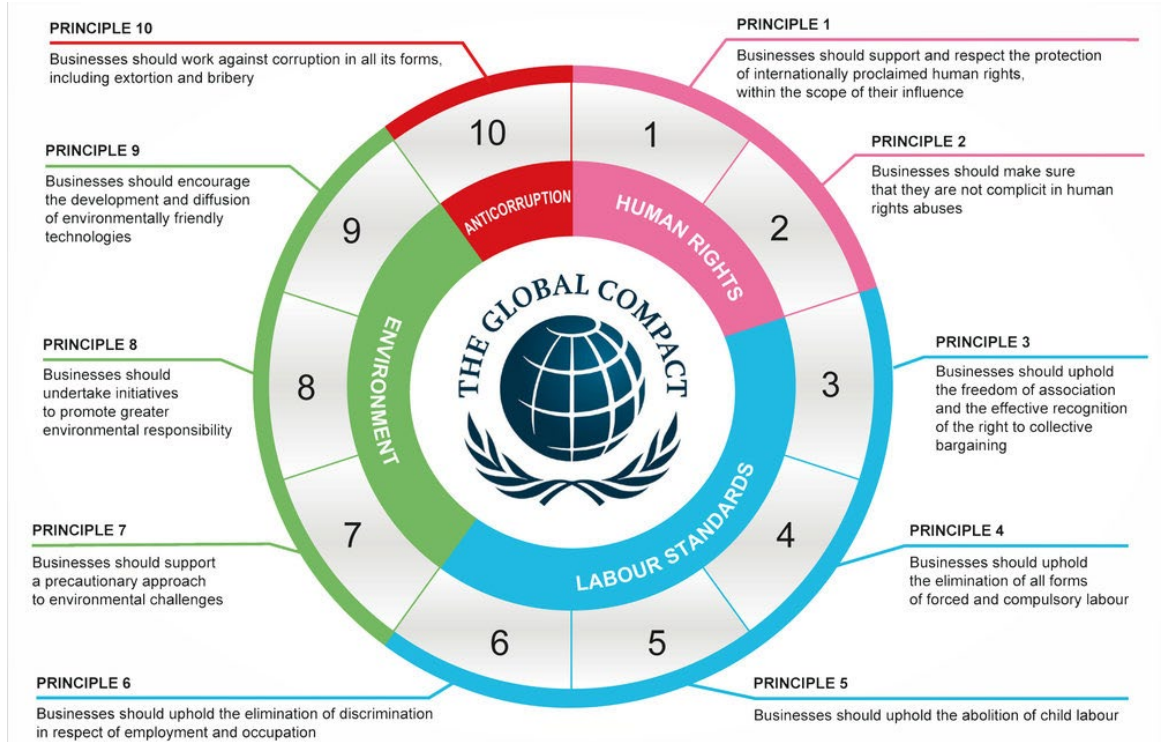 PRINCIPLE 1
Businesses should support and respect the protection
of internationally proclaimed human rights,
within the scope of their influence
PRINCIPLE 2
Businesses should make sure
that they are not complicit in human
rights abuses
PRINCIPLE 3
Businesses should uphold
the freedom of association
and the effective recognition
of the right to collective
bargaining
PRINCIPLE 4
Businesses should uphold
the elimination of all forms
of forced and compulsory labour
PRINCIPLE 5
Businesses should uphold the abolition of child labour
PRINCIPLE 6
Businesses should uphold the elimination of discrimination
in respect of employment and occupation
PRINCIPLE 7
Businesses should support
a precautionary approach
to environmental challenges
PRINCIPLE 8
Businesses should
undertake initiatives
to promote greater
environmental responsibility
PRINCIPLE 9
Businesses should encourage
the development and diffusion
of environmentally friendly
technologies
PRINCIPLE 10
Businesses should work against corruption in all its forms,
including extortion and bribery
1
2
3
4
5
6
7
8
9
10
HUMAN RIGHTS
LABOUR STANDARDS
ENVIRONMENT
ANTICORRUPTION
THE GLOBAL COMPACT